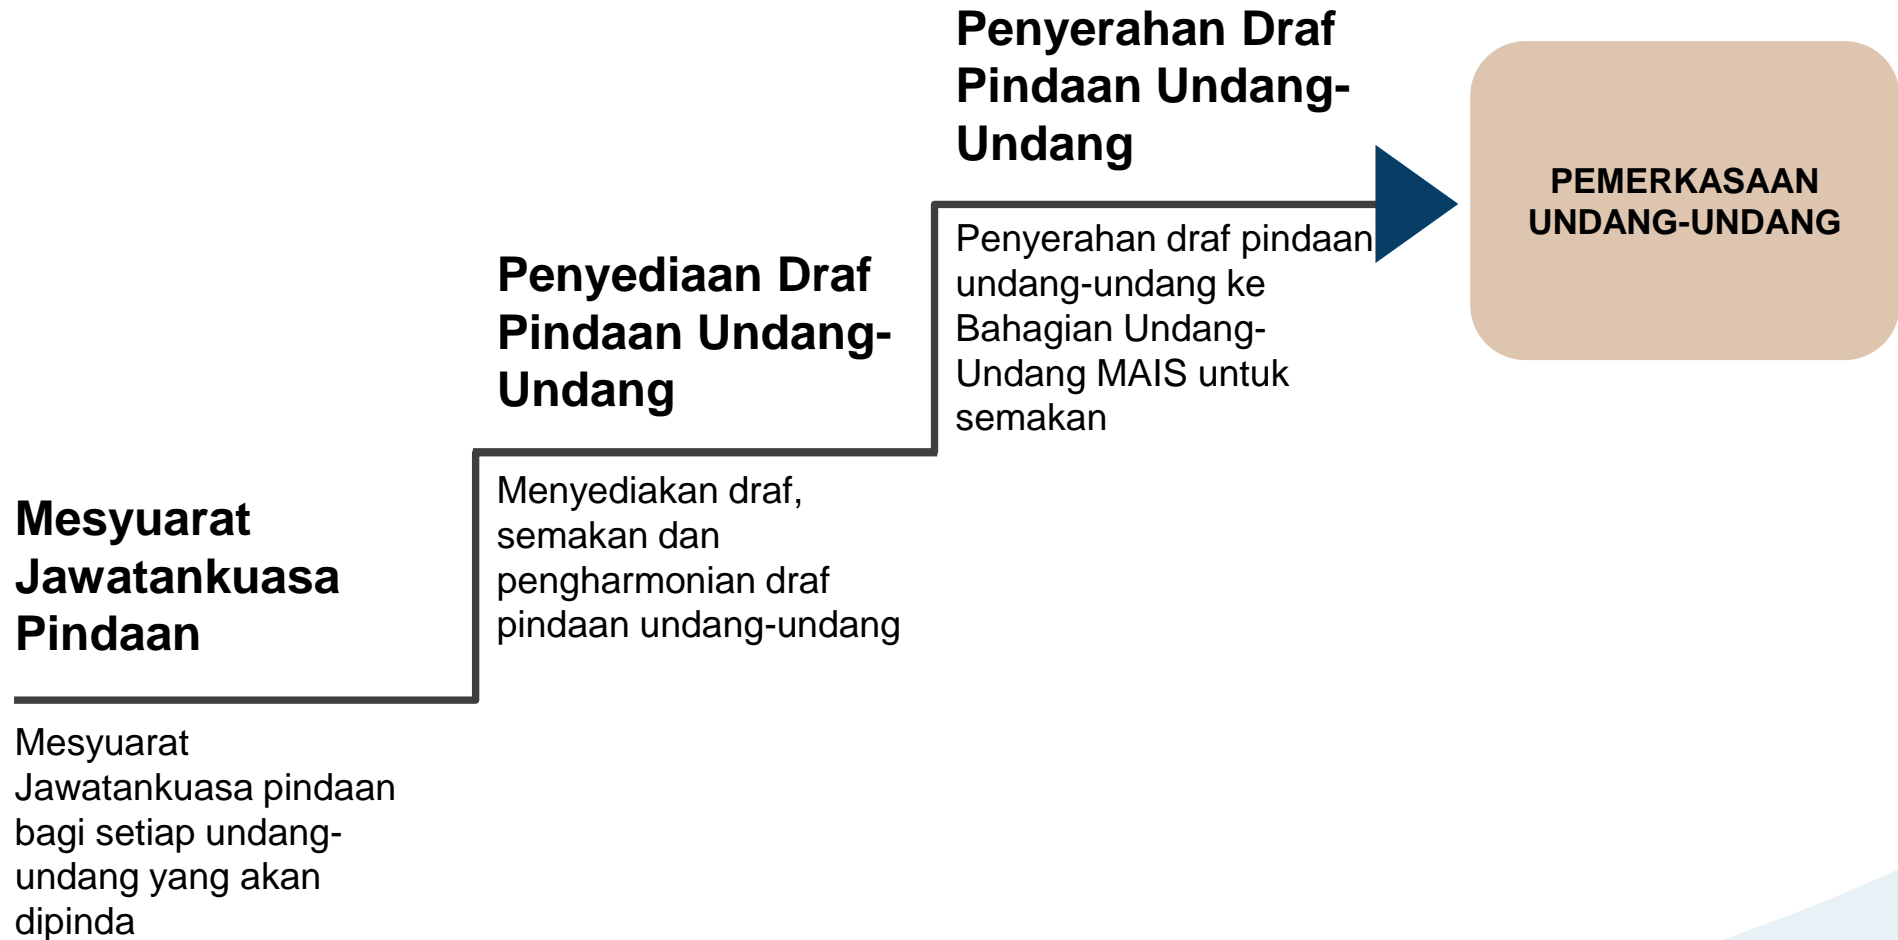 Mesyuarat
Jawatankuasa
Pindaan
Mesyuarat
Jawatankuasa pindaan
bagi setiap undang-
undang yang akan
dipinda
Penyediaan Draf
Pindaan Undang-
Undang
Menyediakan draf,
semakan dan
pengharmonian draf
pindaan undang-undang
Penyerahan Draf
Pindaan Undang-
Undang
Penyerahan draf pindaan
undang-undang ke
Bahagian Undang-
Undang MAIS untuk
semakan
PEMERKASAAN
UNDANG-UNDANG